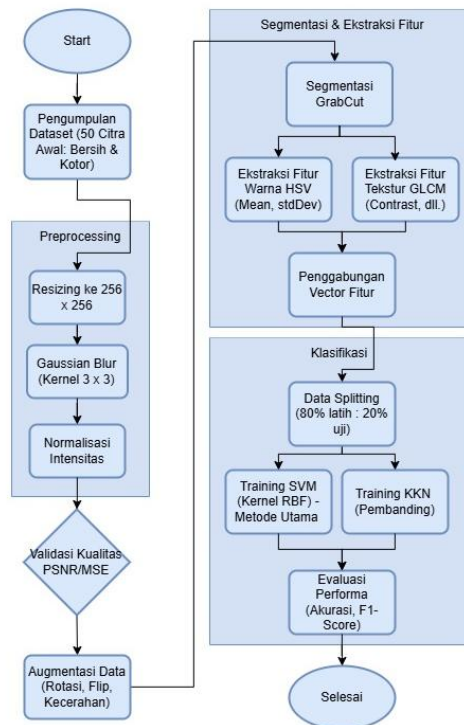 Start
Pengumpulan
Dataset (50 Citra
Awal: Bersih &
Kotor)
Preprocessing
Resizing ke 256
x 256
Gaussian Blur
(Kernel 3 x 3)
Normalisasi
Intensitas
Validasi Kualitas
PSNR/MSE
Augmentasi Data
(Rotasi, Flip,
Kecerahan)
Segmentasi & Ekstraksi Fitur
Segmentasi
GrabCut
Ekstraksi Fitur
Warna HSV
(Mean, stdDev)
Ekstraksi Fitur
Tekstur GLCM
(Contrast, dll.)
Penggabungan
Vector Fitur
Klasifikasi
Data Splitting
(80% latih : 20%
uji)
Training SVM
(Kernel RBF) -
Metode Utama
Training KKN
(Pembanding)
Evaluasi
Performa
(Akurasi, F1-
Score)
Selesai